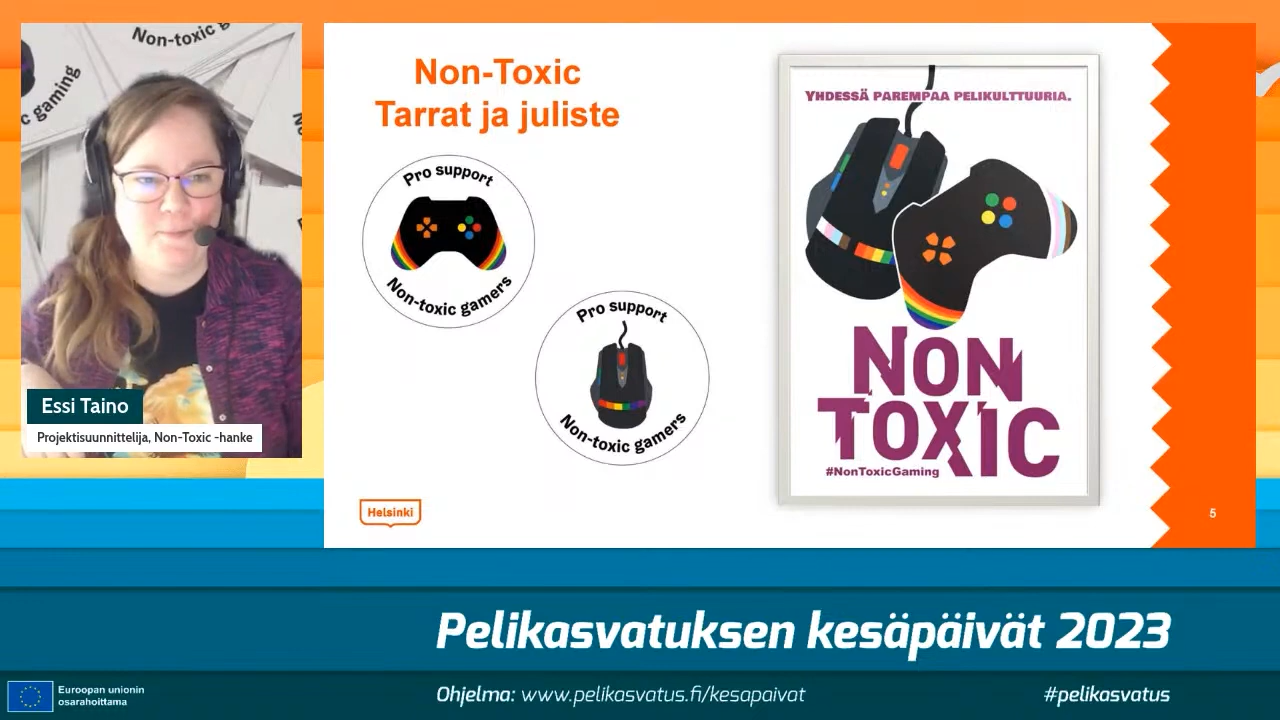 Non-toxic g
c gaming
Essi Taino
Projektisuunnittelija, Non-Toxic -hanke
Non-Toxic
Tarrat ja juliste
Pro support
Non-toxic gamers
Pro support
Non-toxic gamers
YHDESSÄ PAREMPAA PELIKULTTUURIA.
NON
TOXIC
#NonToxicGaming
Helsinki
5
Pelikasvatuksen kesäpäivät 2023
Euroopan unionin
osarahoittama
Ohjelma: www.pelikasvatus.fi/kesapaivat
#pelikasvatus